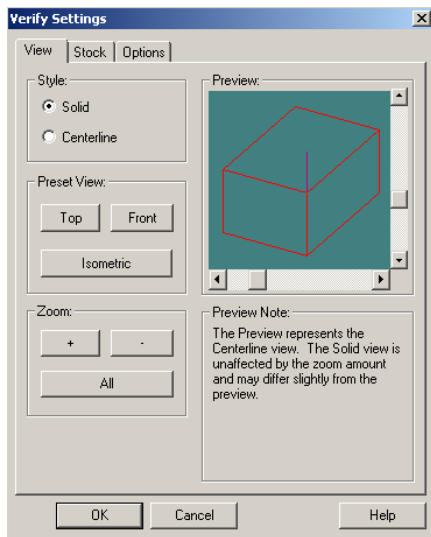 Verify Settings
View
Stock
Options
Style:
Solid
Centerline
Preview:
Preset View:
Top
Front
Isometric
Zoom:
+
-
All
Preview Note:
The Preview represents the
Centerline view. The Solid view is
unaffected by the zoom amount
and may differ slightly from the
preview.
OK
Cancel
Help